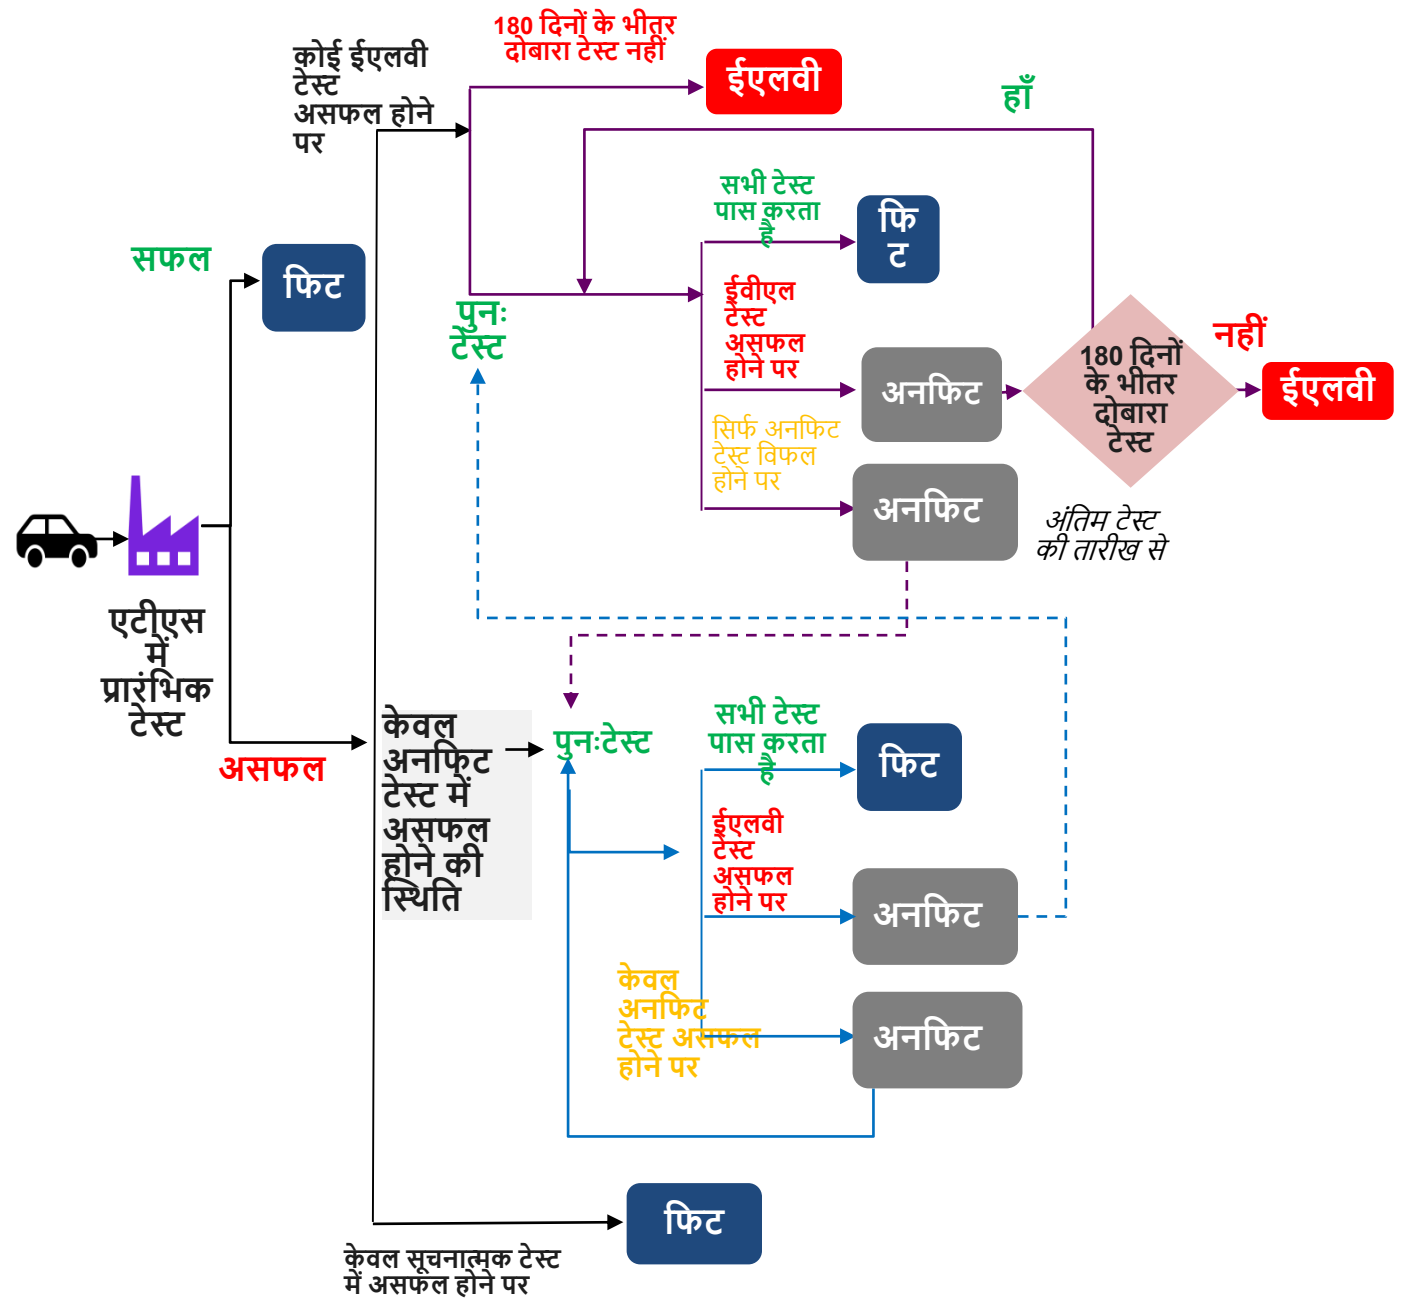 180 दिनों के भीतर
दोबारा टेस्ट नहीं
कोई ईएलवी
टेस्ट
असफल होने
पर
ईएलवी
हाँ
सभी टेस्ट
पास करता
है
फि
ट
सफल
फिट
ईवीएल
टेस्ट
असफल
होने पर
पुनः
टेस्ट
अनफिट
180 दिनों
के भीतर
दोबारा
टेस्ट
नहीं
ईएलवी
सिर्फ अनफिट
टेस्ट विफल
होने पर
अनफिट
अंतिम टेस्ट
की तारीख से
एटीएस
में
प्रारंभिक
टेस्ट
असफल
केवल
अनफिट
टेस्ट में
असफल
होने की
स्थिति
पुनःटेस्ट
सभी टेस्ट
पास करता
है
फिट
ईएलवी
टेस्ट
असफल
होने पर
अनफिट
केवल
अनफिट
टेस्ट असफल
होने पर
अनफिट
फिट
केवल सूचनात्मक टेस्ट
में असफल होने पर